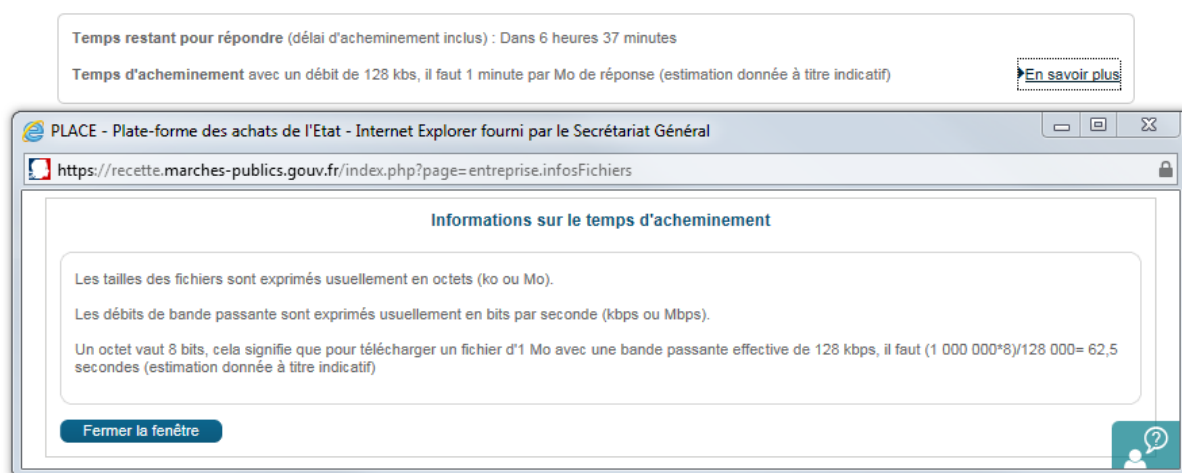 Temps restant pour répondre (délai d'acheminement inclus) : Dans 6 heures 37 minutes
Temps d'acheminement avec un débit de 128 kbs, il faut 1 minute par Mo de réponse (estimation donnée à titre indicatif) En savoir plus
PLACE - Plate-forme des achats de l'Etat - Internet Explorer fourni par le Secrétariat Général
https://recette.marches-publics.gouv.fr/index.php?page=entreprise.infosFichiers
Informations sur le temps d'acheminement
Les tailles des fichiers sont exprimés usuellement en octets (ko ou Mo).
Les débits de bande passante sont exprimés usuellement en bits par seconde (kbps ou Mbps).
Un octet vaut 8 bits, cela signifie que pour télécharger un fichier d'1 Mo avec une bande passante effective de 128 kbps, il faut (1 000 000*8)/128 000= 62,5
secondes (estimation donnée à titre indicatif)
Fermer la fenêtre